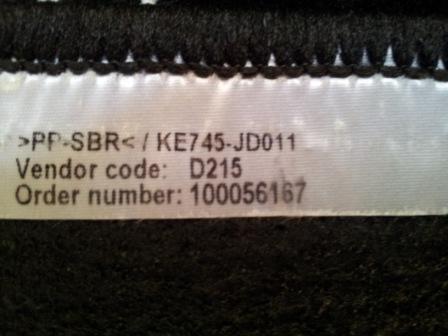 >PP-SBR< / KE745-JD011
Vendor code: D215
Order number: 100056167